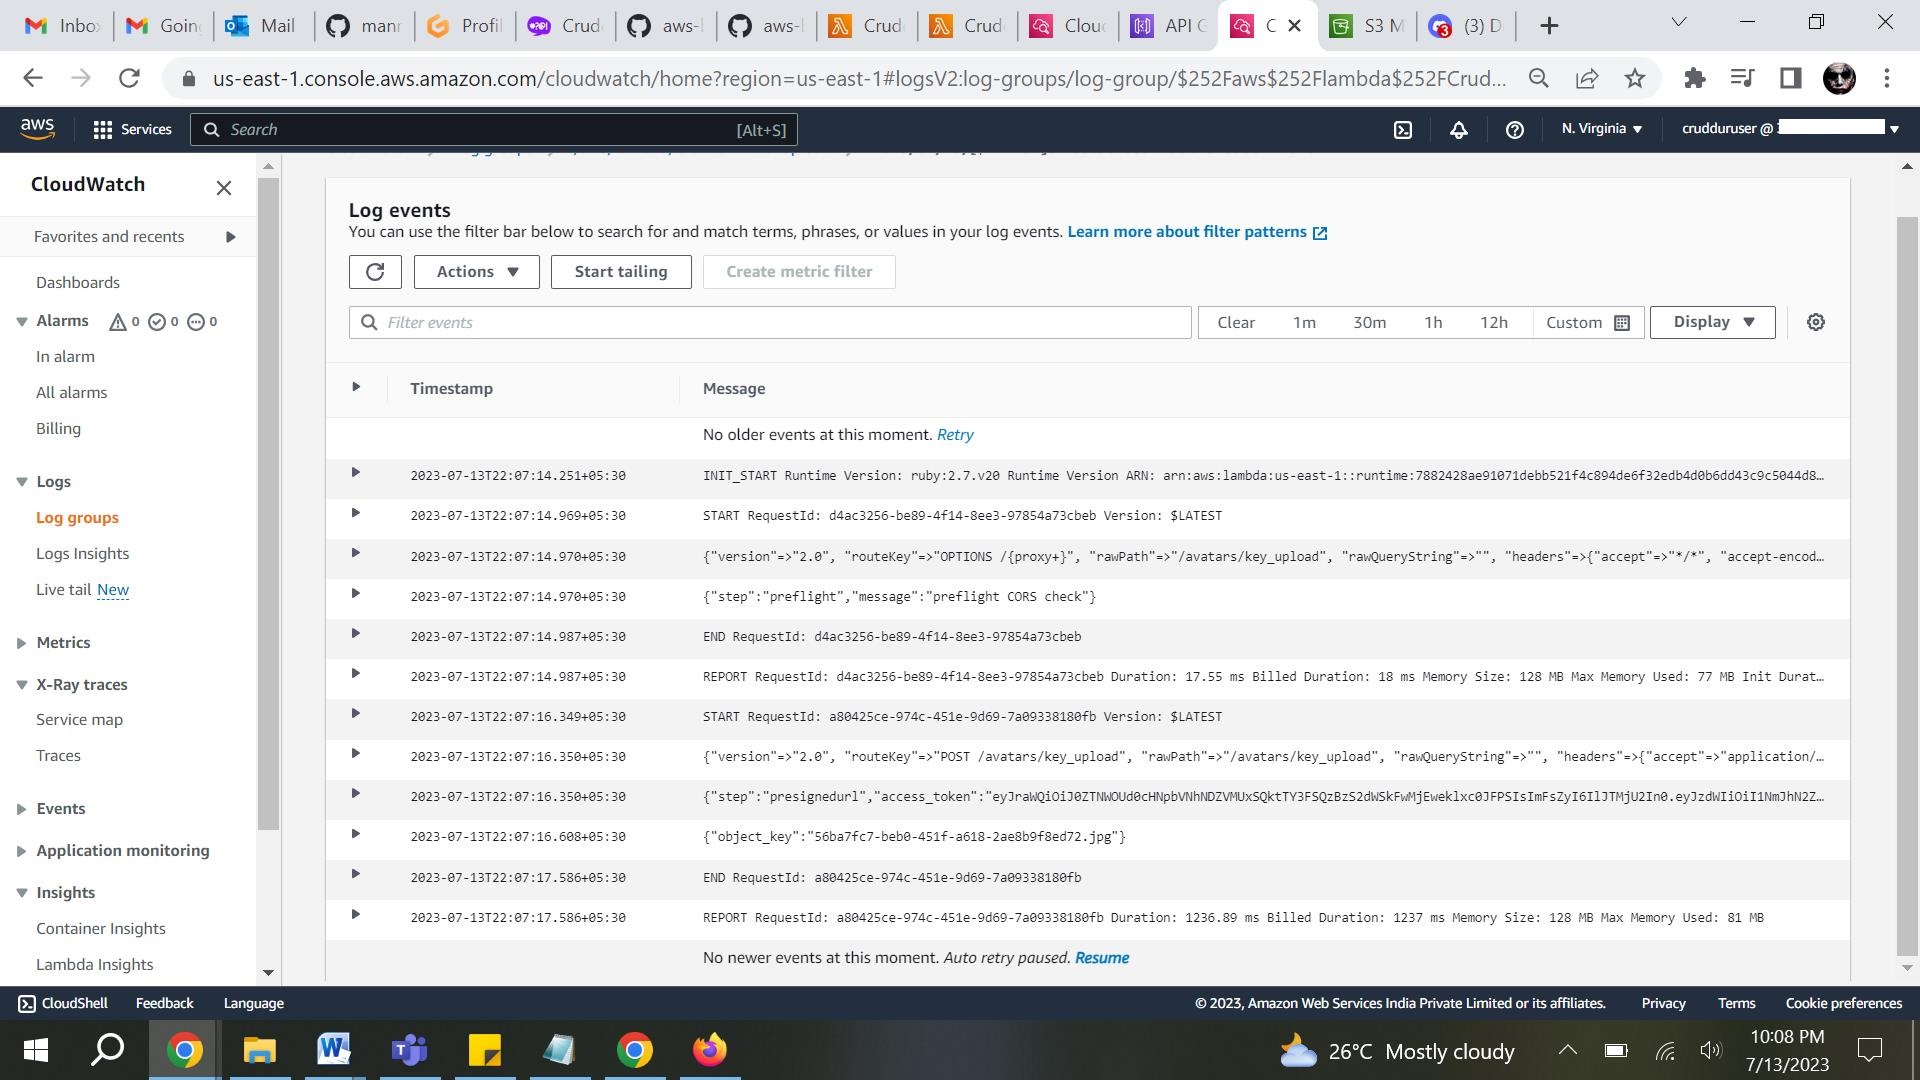 Inbo
Goin
Mail
mann
Profil
Crud
aws-l
aws-l
Crud
Crud
Clou
API G
C
S3 M
(3) D
us-east-1.console.aws.amazon.com/cloudwatch/home?region=us-east-1#logsV2:log-groups/log-group/$252Faws$252Flambda$252FCrud...
aws
Services
Search
[Alt+S]
N. Virginia
crudduruser @
CloudWatch
Favorites and recents
Dashboards
Alarms 0 0 0
In alarm
All alarms
Billing
Logs
Log groups
Logs Insights
Live tail New
Metrics
X-Ray traces
Service map
Traces
Events
Application monitoring
Insights
Container Insights
Lambda Insights
Log events
You can use the filter bar below to search for and match terms, phrases, or values in your log events. Learn more about filter patterns
Actions
Start tailing
Create metric filter
Filter events
Clear 1m 30m 1h 12h Custom
Display
Timestamp Message
No older events at this moment. Retry
2023-07-13T22:07:14.251+05:30 INIT_START Runtime Version: ruby:2.7.v20 Runtime Version ARN: arn:aws:lambda:us-east-1::runtime:7882428ae91071debb521f4c894de6f32edb4d0b6dd43c9c5044d8…
2023-07-13T22:07:14.969+05:30 START RequestId: d4ac3256-be89-4f14-8ee3-97854a73cbeb Version: $LATEST
2023-07-13T22:07:14.970+05:30 {"version"=>"2.0", "routeKey"=>"OPTIONS /{proxy+}", "rawPath"=>"/avatars/key_upload", "rawQueryString"=>"", "headers"=>{"accept"=>"*/*", "accept-encod…
2023-07-13T22:07:14.970+05:30 {"step":"preflight","message":"preflight CORS check"}
2023-07-13T22:07:14.987+05:30 END RequestId: d4ac3256-be89-4f14-8ee3-97854a73cbeb
2023-07-13T22:07:14.987+05:30 REPORT RequestId: d4ac3256-be89-4f14-8ee3-97854a73cbeb Duration: 17.55 ms Billed Duration: 18 ms Memory Size: 128 MB Max Memory Used: 77 MB Init Durat…
2023-07-13T22:07:16.349+05:30 START RequestId: a80425ce-974c-451e-9d69-7a09338180fb Version: $LATEST
2023-07-13T22:07:16.350+05:30 {"version"=>"2.0", "routeKey"=>"POST /avatars/key_upload", "rawPath"=>"/avatars/key_upload", "rawQueryString"=>"", "headers"=>{"accept"=>"application/…
2023-07-13T22:07:16.350+05:30 {"step":"presignedurl","access_token":
2023-07-13T22:07:16.608+05:30 {"object_key":"56ba7fc7-beb0-451f-a618-2ae8b9f8ed72.jpg"}
2023-07-13T22:07:17.586+05:30 END RequestId: a80425ce-974c-451e-9d69-7a09338180fb
2023-07-13T22:07:17.586+05:30 REPORT RequestId: a80425ce-974c-451e-9d69-7a09338180fb Duration: 1236.89 ms Billed Duration: 1237 ms Memory Size: 128 MB Max Memory Used: 81 MB
No newer events at this moment. Auto retry paused. Resume
CloudShell Feedback Language
© 2023, Amazon Web Services India Private Limited or its affiliates. Privacy Terms Cookie preferences
26°C Mostly cloudy
10:08 PM
7/13/2023